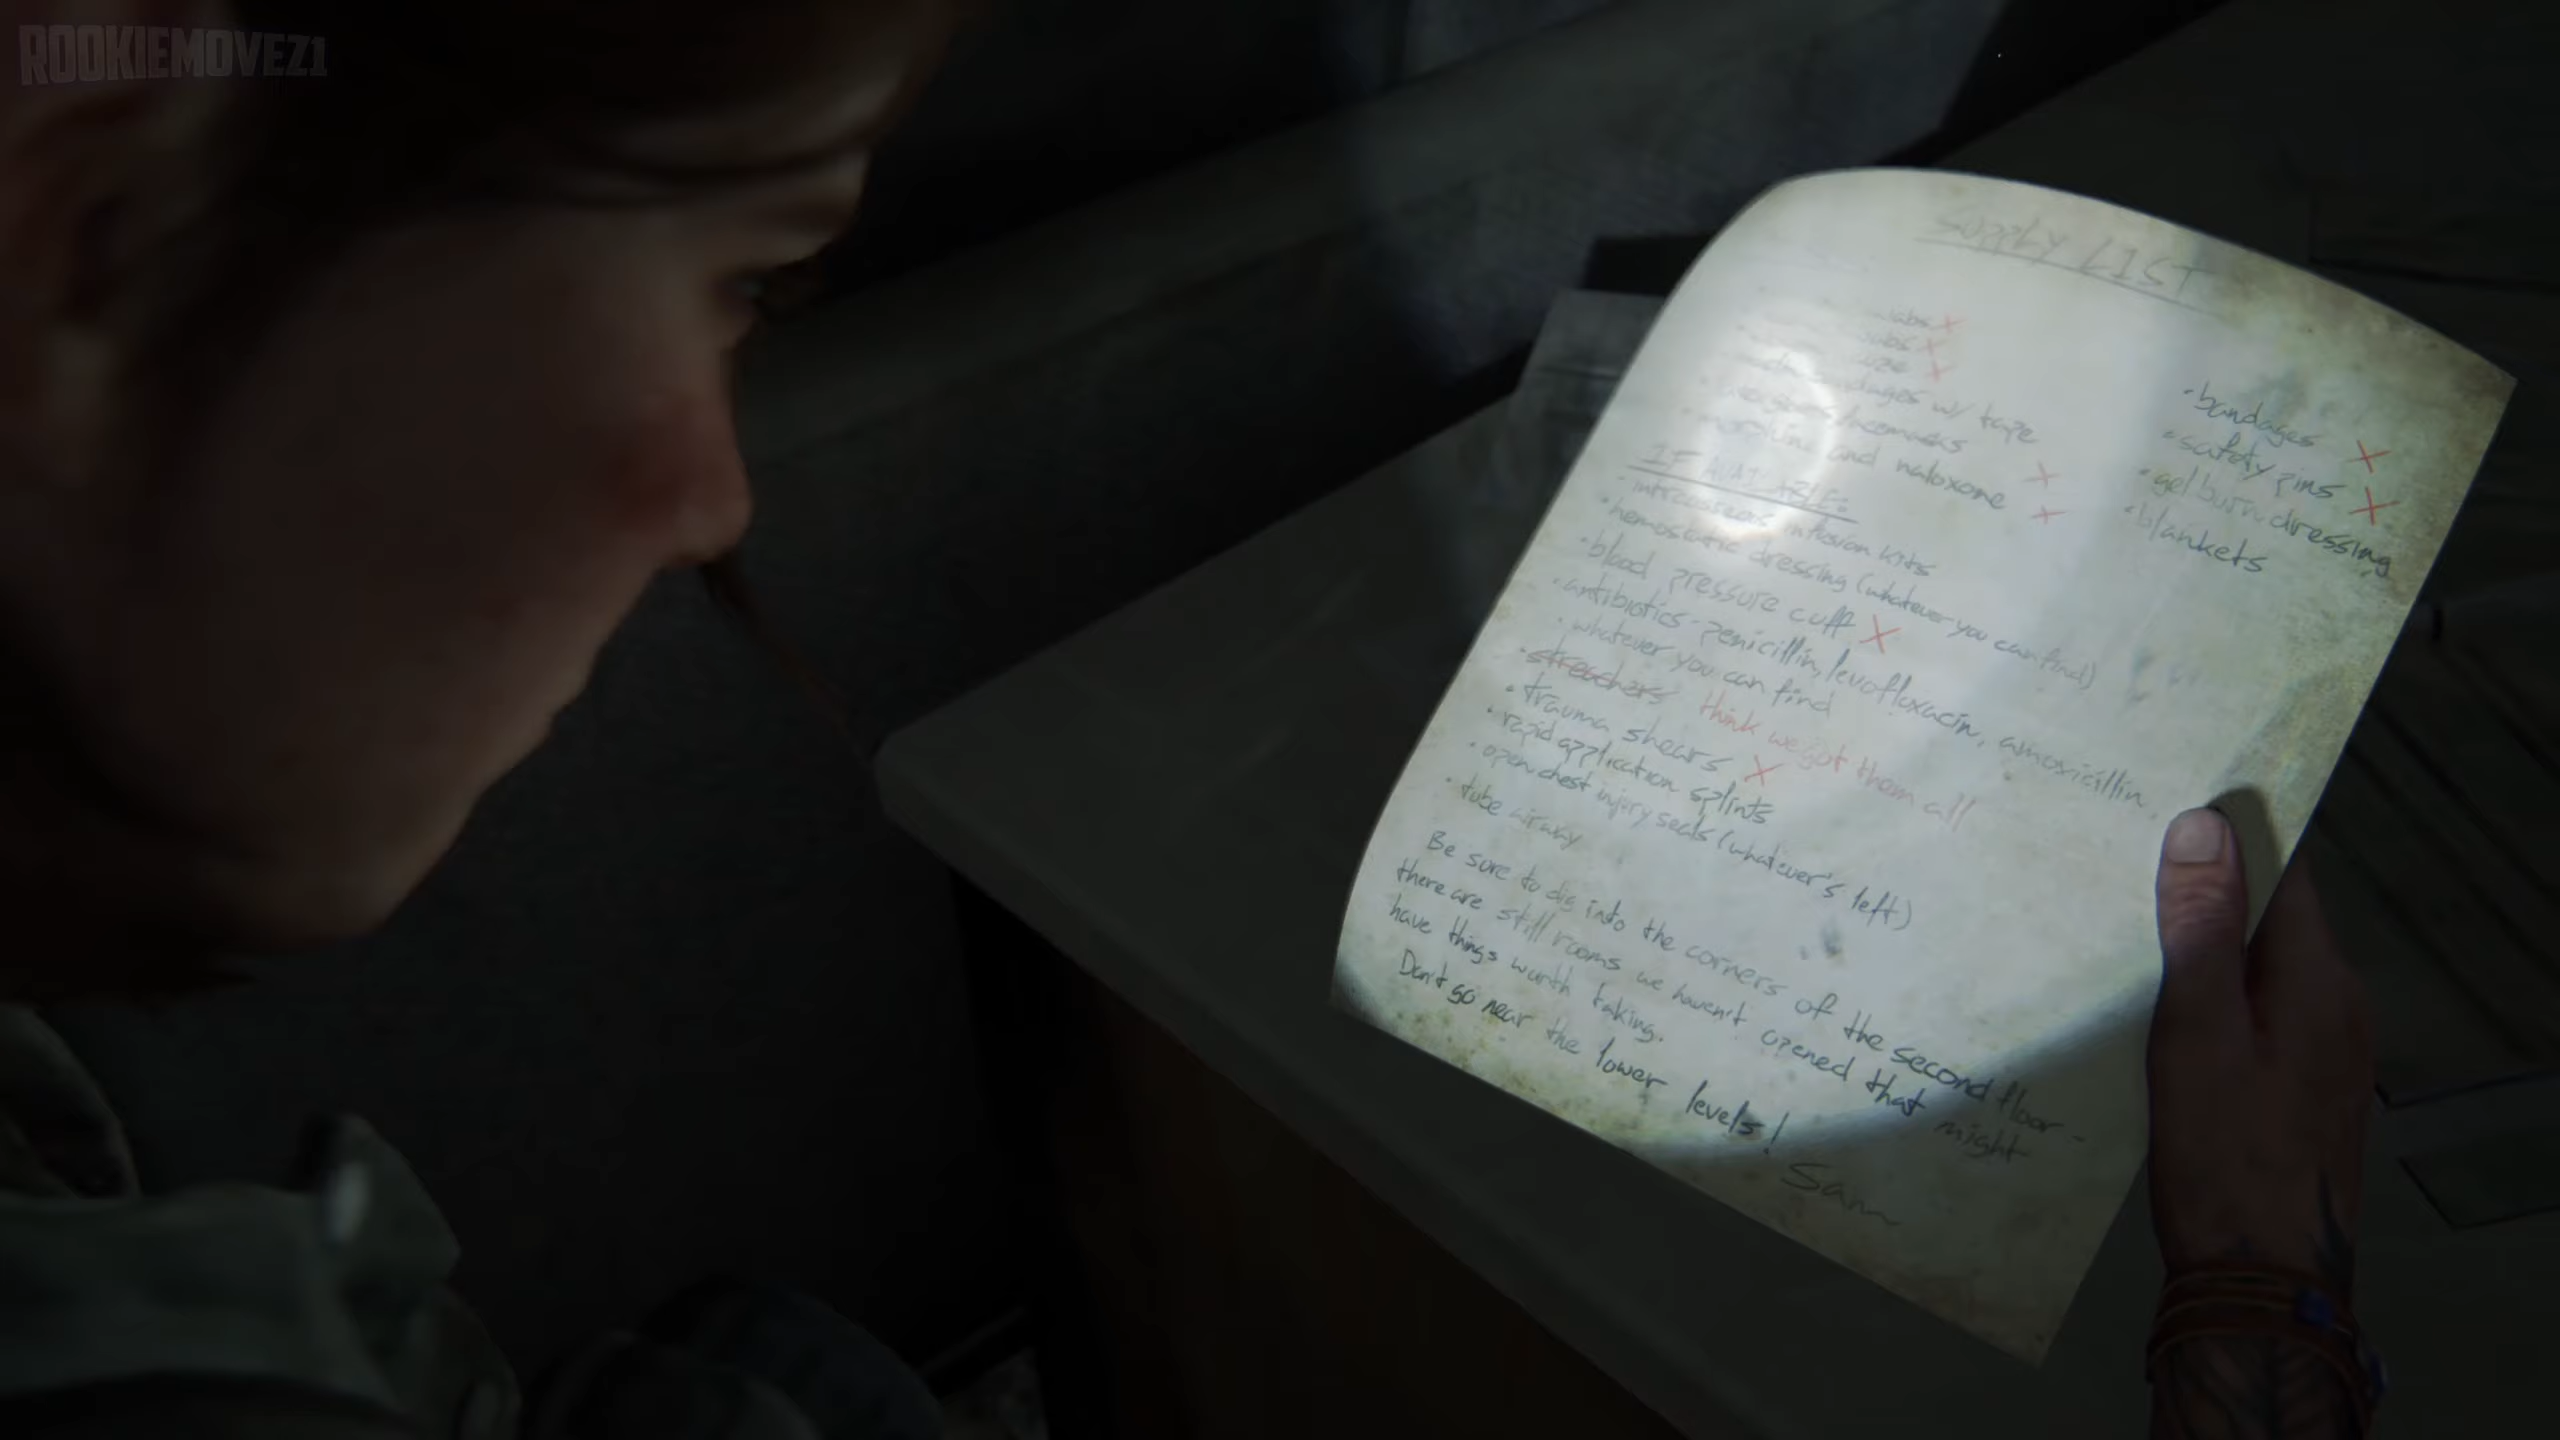 ROOKIEMOVEZ1
SUPPLY LIST
X
X
X
bandages w/ tape X
facemasks
and naloxone X
• bandages X
• safety pins X
• gel burn dressing
• blankets
IF AVAILABLE:
• intraosseous infusion kits
• hemostatic dressing (whatever you can find)
• blood pressure cuff X
• antibiotics - penicillin, levofloxacin, amoxicillin,
• whatever you can find
• streachers think we got them all
• trauma shears X
• rapid application splints
• open chest injury seals (whatever's left)
• tube airway
Be sure to dig into the corners of the second floor -
there are still rooms we haven't opened that might
have things worth taking.
Don't go near the lower levels!
Sam